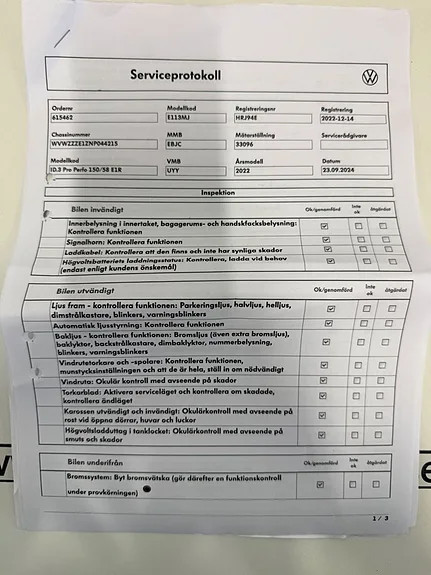 Serviceprotokoll
Ordernr Modellkod Registreringsnr Registrering
615462 E113MJ HRJ94E 2022-12-14
Chassinummer MMB Mätarställning Servicerådgivare
WVWZZZE1ZNP044215 EBJC 33096
Modellkod VMB Årsmodell Datum
ID.3 Pro Perfo 150/58 E1R UYY 2022 23.09.2024
Inspektion
Bilen invändigt Ok/genomförd Inte ok åtgärdat
Innerbelysning i innertaket, bagagerums- och handskfacksbelysning:
Kontrollera funktionen
Signalhorn: Kontrollera funktionen
Laddkabel: Kontrollera att den finns och inte har synliga skador
Högvoltsbatteriets laddningsstatus: Kontrollera, ladda vid behov
(endast enligt kundens önskemål)
Bilen utvändigt Ok/genomförd Inte ok åtgärdat
Ljus fram - kontrollera funktionen: Parkeringsljus, halvljus, helljus,
dimstrålkastare, blinkers, varningsblinkers
Automatisk ljusstyrning: Kontrollera funktionen
Bakljus - kontrollera funktionen: Bromsljus (även extra bromsljus),
baklyktor, backstrålkastare, dimbaklyktor, nummerbelysning,
blinkers, varningsblinkers
Vindrutetorkare och -spolare: Kontrollera funktionen,
munstycksinställningen och att de är hela, ställ in om nödvändigt
Vindruta: Okulär kontroll med avseende på skador
Torkarblad: Aktivera serviceläget och kontrollera om skadade,
kontrollera ändläget
Karossen utvändigt och invändigt: Okulärkontroll med avseende på
rost vid öppna dörrar, huvar och luckor
Högvoltsladduttag i tanklocket: Okulärkontroll med avseende på
smuts och skador
Bilen underifrån Ok/genomförd Inte ok åtgärdat
Bromssystem: Byt bromsvätska (gör därefter en funktionskontroll
under provkörningen)
1 / 3